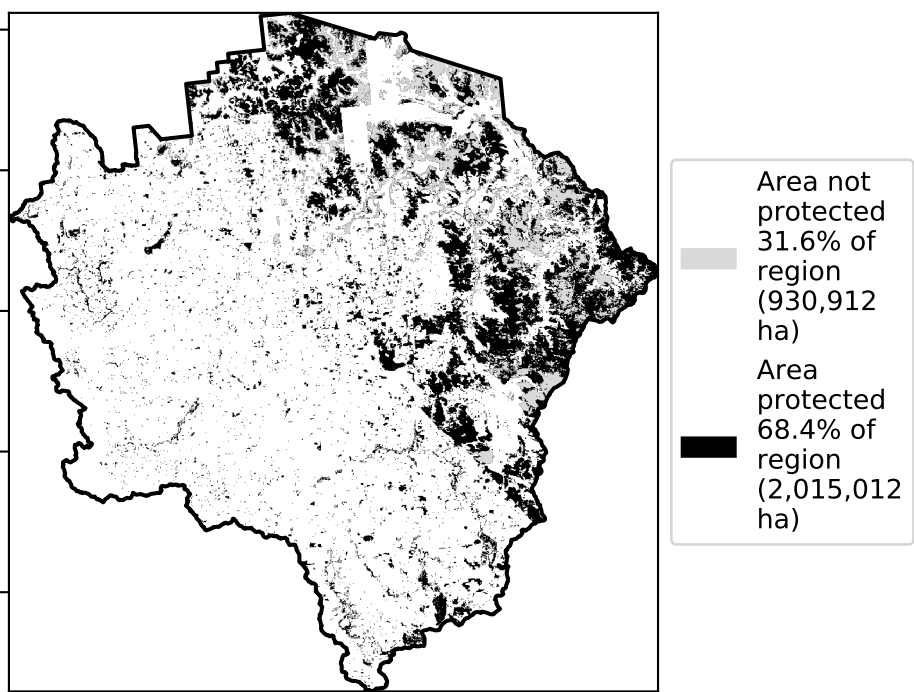 Area not
protected
31.6% of
region
(930,912
ha)
Area
protected
68.4% of
region
(2,015,012
ha)